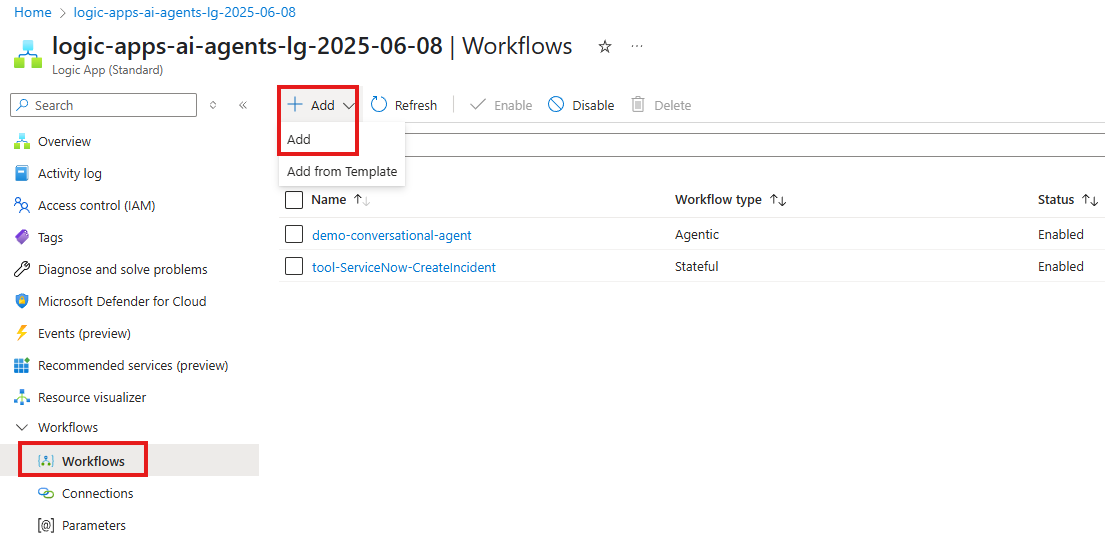 Home > logic-apps-ai-agents-lg-2025-06-08
logic-apps-ai-agents-lg-2025-06-08 | Workflows
Logic App (Standard)
Search
Add Refresh Enable Disable Delete
Add
Add from Template
Overview
Activity log
Access control (IAM)
Tags
Diagnose and solve problems
Microsoft Defender for Cloud
Events (preview)
Recommended services (preview)
Resource visualizer
Workflows
Workflows
Connections
[@] Parameters
Name Workflow type Status
demo-conversational-agent Agentic Enabled
tool-ServiceNow-CreateIncident Stateful Enabled